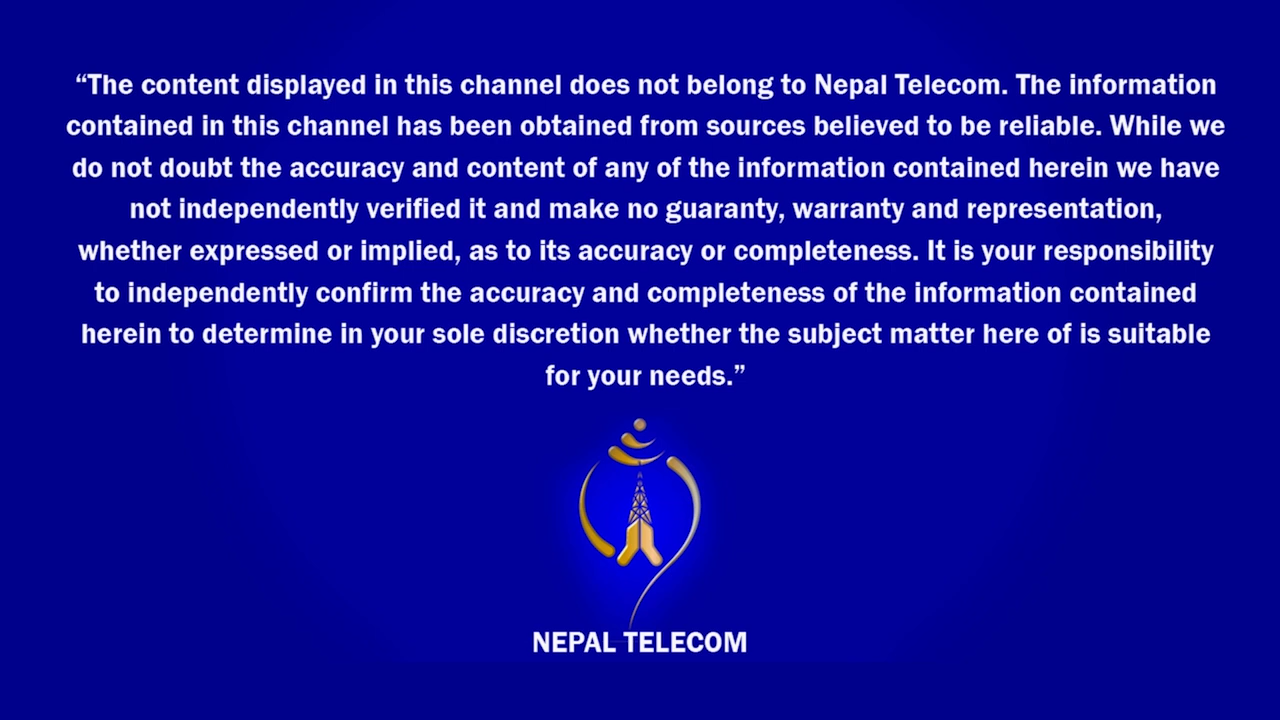 “The content displayed in this channel does not belong to Nepal Telecom. The information
contained in this channel has been obtained from sources believed to be reliable. While we
do not doubt the accuracy and content of any of the information contained herein we have
not independently verified it and make no guaranty, warranty and representation,
whether expressed or implied, as to its accuracy or completeness. It is your responsibility
to independently confirm the accuracy and completeness of the information contained
herein to determine in your sole discretion whether the subject matter here of is suitable
for your needs.”
NEPAL TELECOM